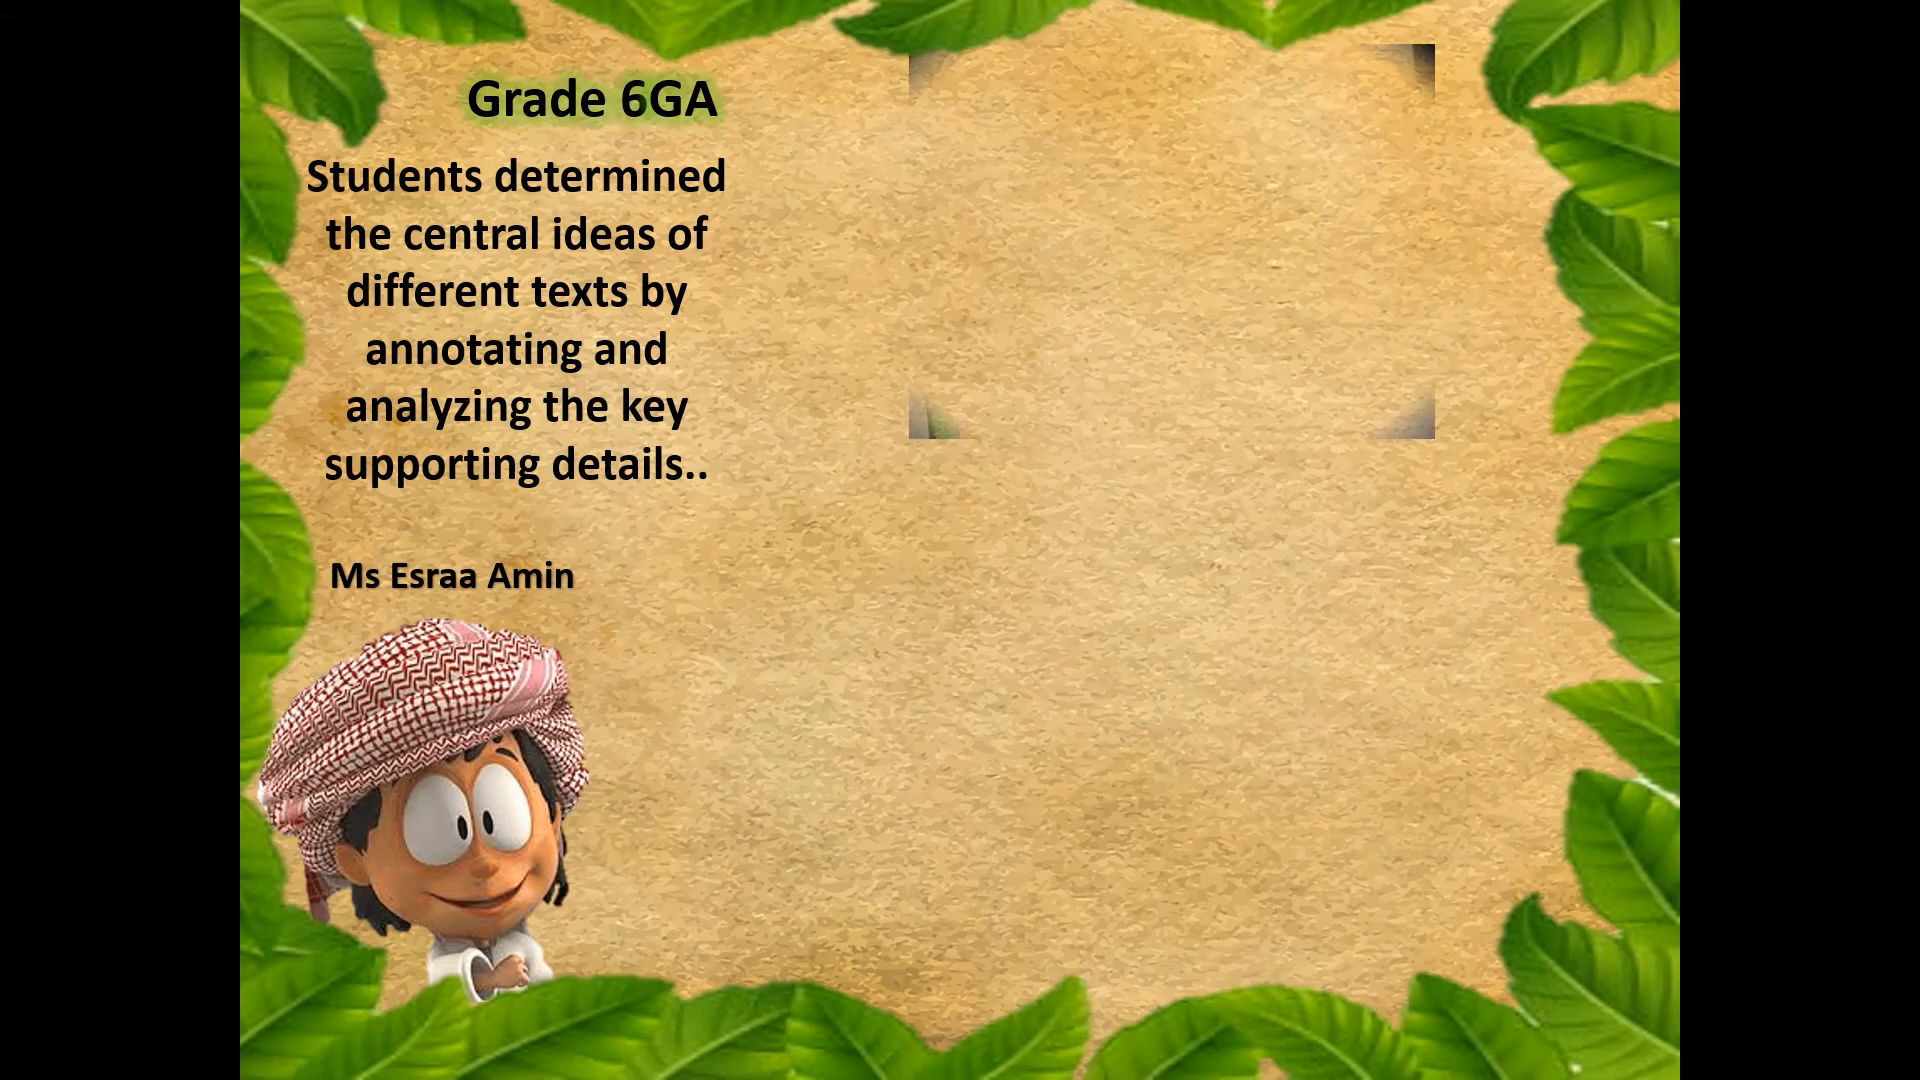 Grade 6GA
Students determined
the central ideas of
different texts by
annotating and
analyzing the key
supporting details..
Ms Esraa Amin